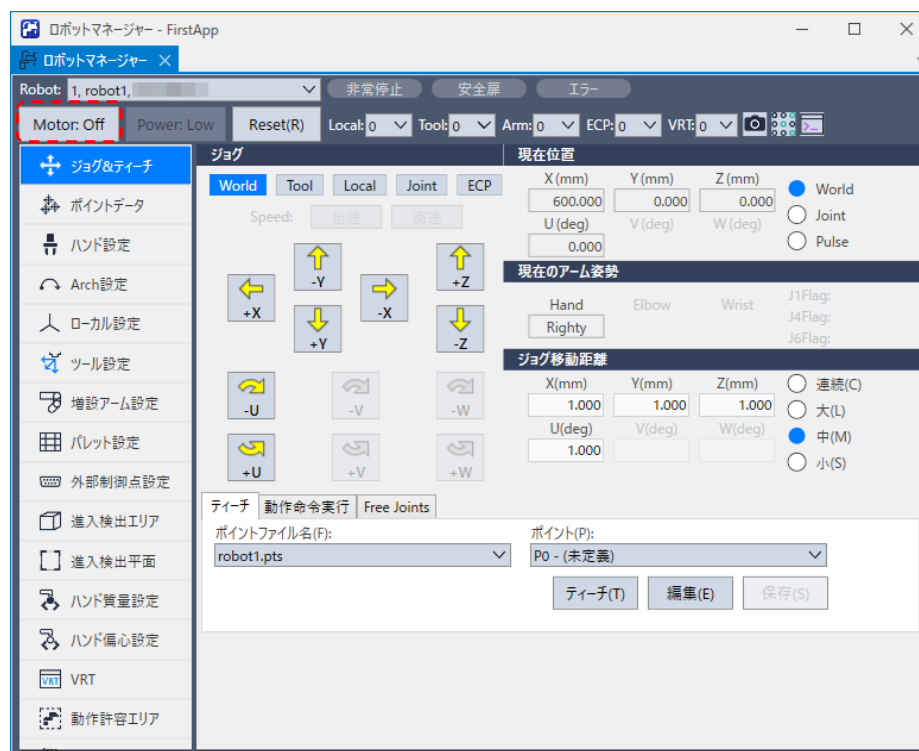 ロボットマネージャー - FirstApp
ロボットマネージャー
Robot: 1, robot1, 非常停止 安全扉 エラー
Motor: Off Power: Low Reset(R) Local: 0 Tool: 0 Arm: 0 ECP: 0 VRT: 0
ジョグ&ティーチ
ポイントデータ
ハンド設定
Arch設定
ローカル設定
ツール設定
増設アーム設定
パレット設定
外部制御点設定
進入検出エリア
進入検出平面
ハンド質量設定
ハンド偏心設定
VRT VRT
動作許容エリア
ジョグ
World Tool Local Joint ECP
Speed: 低速 高速
-Y +Z
+X -X
+Y -Z
-U -V -W
+U +V +W
現在位置
X (mm) Y (mm) Z (mm)
600.000 0.000 0.000
U (deg) V (deg) W (deg)
0.000
World
Joint
Pulse
現在のアーム姿勢
Hand Elbow Wrist
Righty
J1Flag:
J4Flag:
J6Flag:
ジョグ移動距離
X(mm) Y(mm) Z(mm)
1.000 1.000 1.000
U(deg) V(deg) W(deg)
1.000
連続(C)
大(L)
中(M)
小(S)
ティーチ 動作命令実行 Free Joints
ポイントファイル名(F): ポイント(P):
robot1.pts P0 - (未定義)
ティーチ(T) 編集(E) 保存(S)